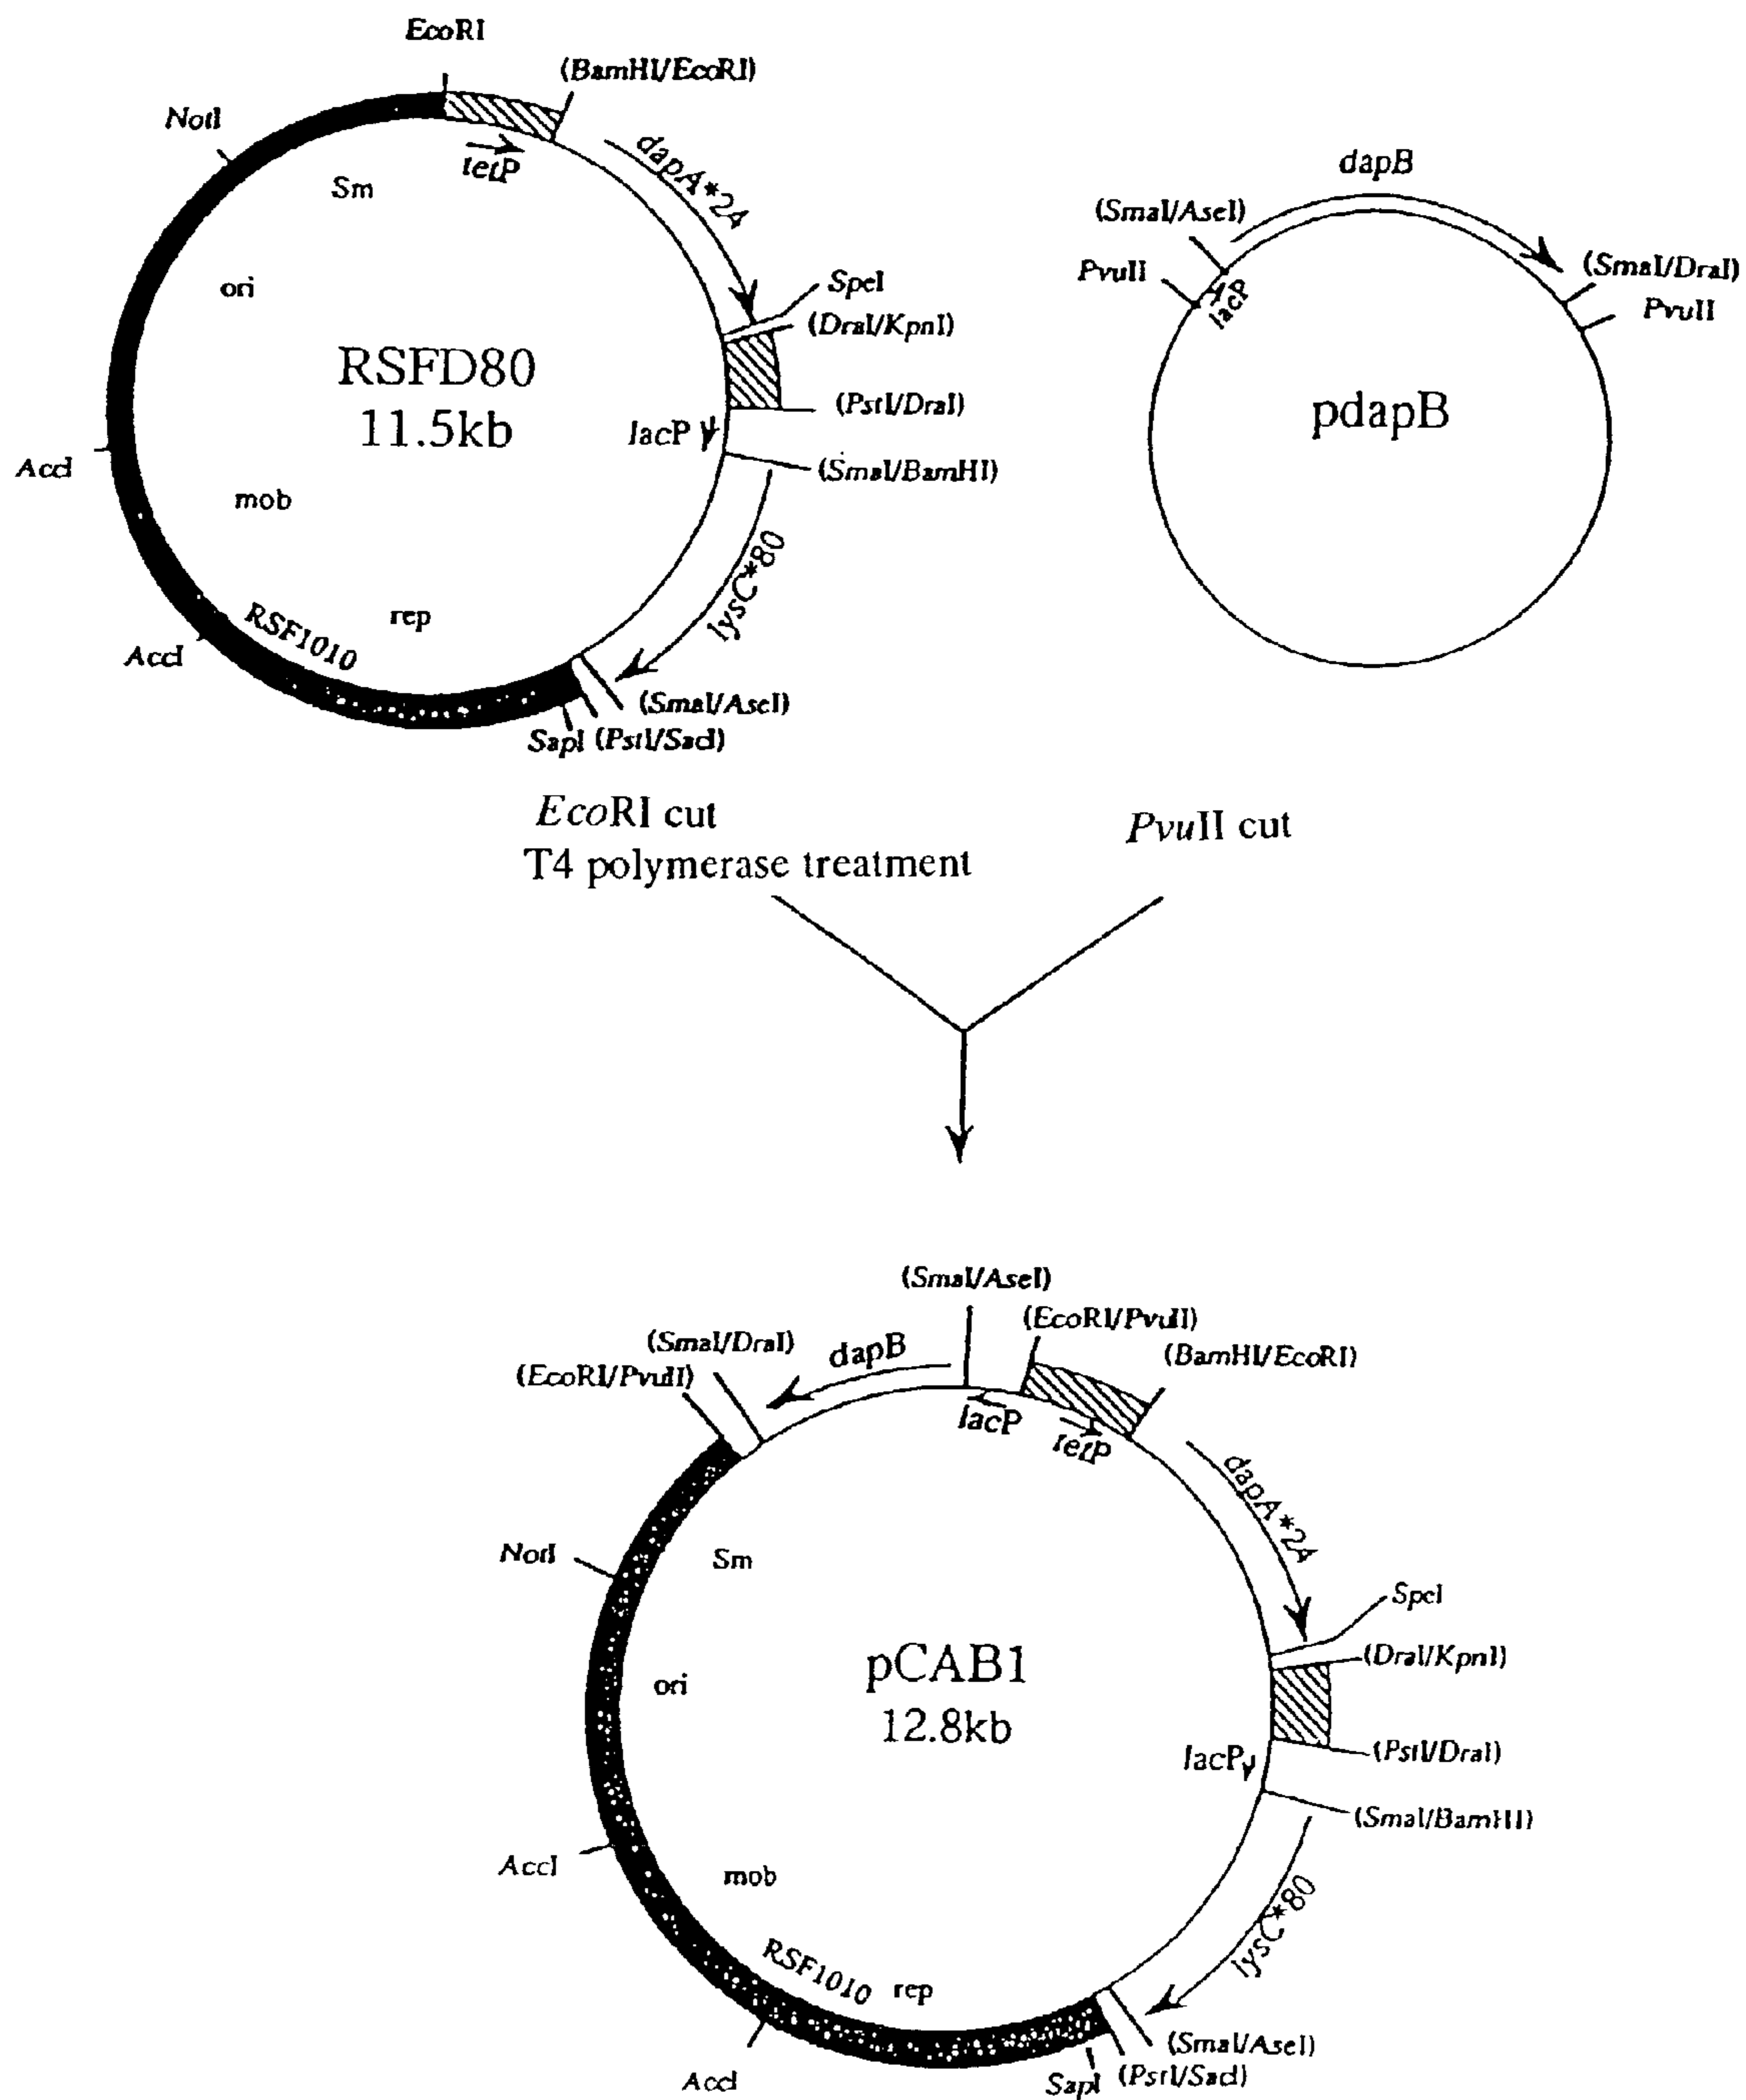 EcoRI
(BamHI/EcoRI)
NotI
tetP
dapA*24
Sm
ori
SpeI
(DraI/KpnI)
RSFD80
11.5kb
(PstI/DraI)
lacP
(SmaI/BamHI)
AccI
mob
lysC*80
rep
RSF1010
AccI
(SmaI/AseI)
SapI (PstI/SacI)
dapB
(SmaI/AseI)
PvuII
lacP
(SmaI/DraI)
PvuII
pdapB
EcoRI cut
T4 polymerase treatment
PvuII cut
(SmaI/AseI)
(EcoRI/PvuII)
(SmaI/DraI)
dapB
(BamHI/EcoRI)
(EcoRI/PvuII)
lacP
tetP
dapA*24
NotI
Sm
SpeI
(DraI/KpnI)
ori
pCAB1
12.8kb
lacP
(PstI/DraI)
(SmaI/BamHI)
AccI
mob
lysC*80
RSF1010
rep
(SmaI/AseI)
AccI
SapI (PstI/SacI)